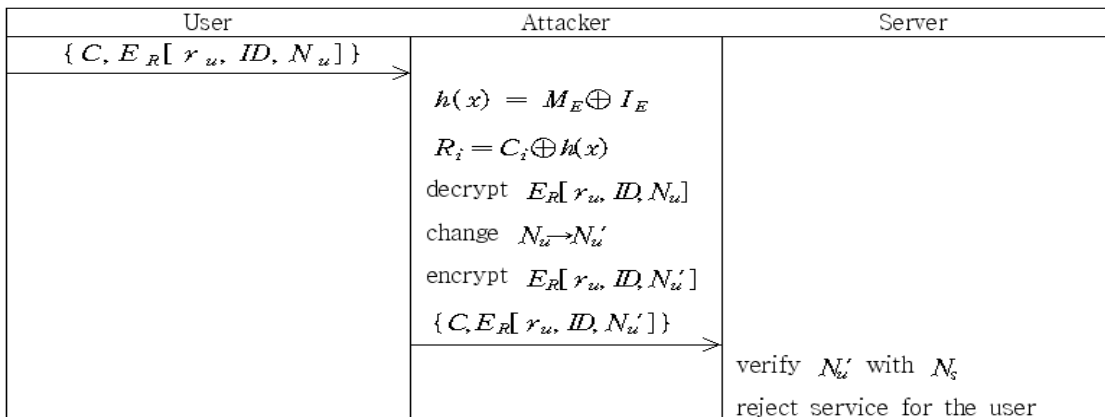 User Attacker Server
{ C, E_R[ r_u, ID, N_u ] }
h(x) = M_E ⊕ I_E
R_i = C_i ⊕ h(x)
decrypt E_R[ r_u, ID, N_u]
change N_u→N_u′
encrypt E_R[ r_u, ID, N_u′]
{ C, E_R[ r_u, ID, N_u′] }
verify N_u′ with N_s
reject service for the user